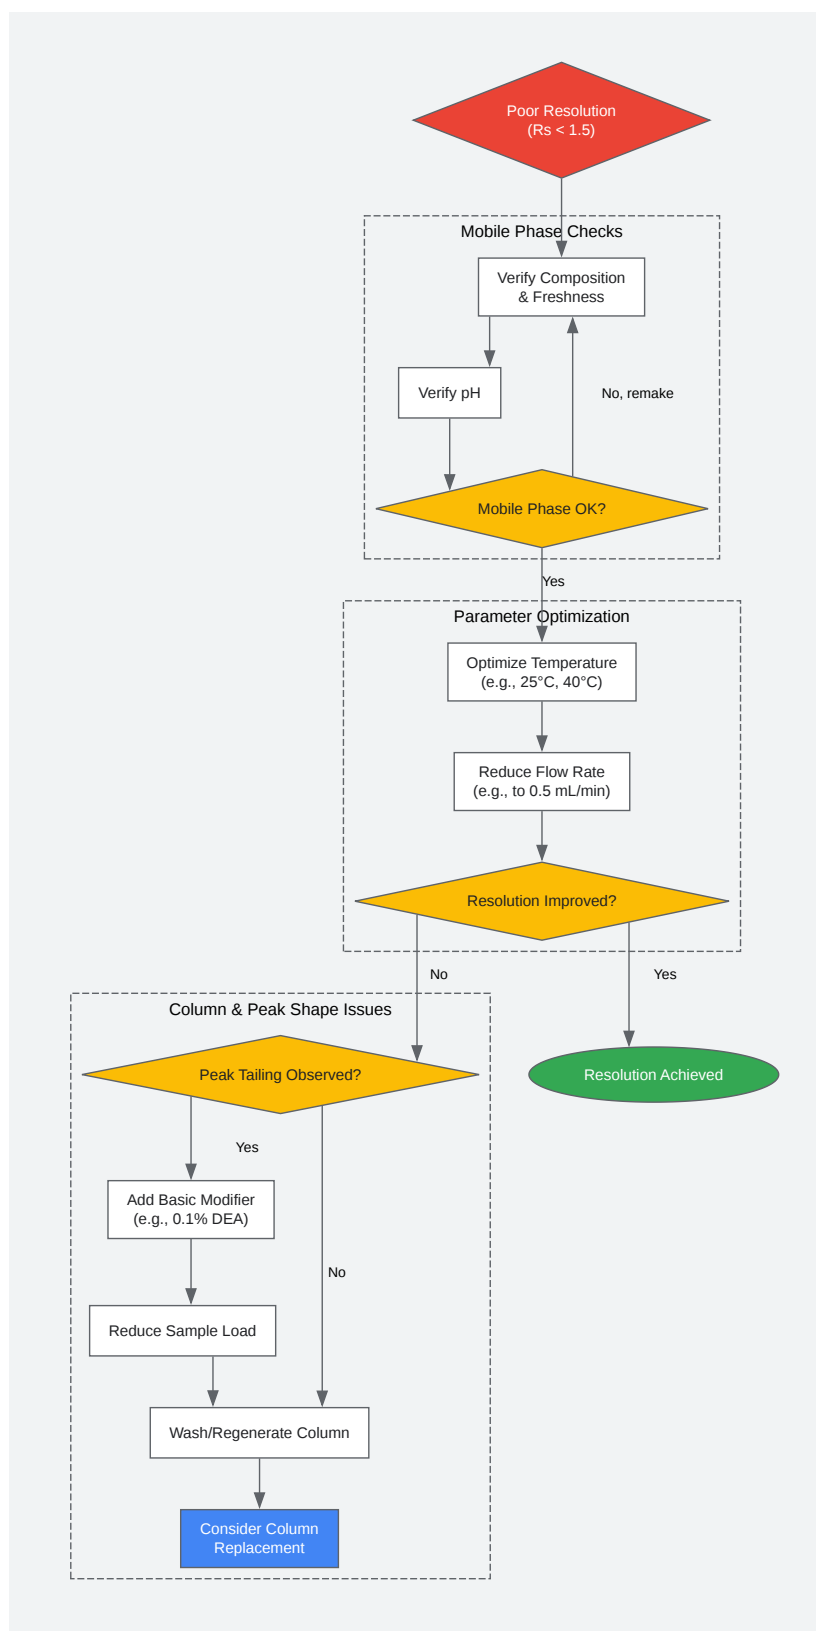 Poor Resolution
(Rs < 1.5)
Mobile Phase Checks
Verify Composition
& Freshness
Verify pH
No, remake
Mobile Phase OK?
Yes
Parameter Optimization
Optimize Temperature
(e.g., 25°C, 40°C)
Reduce Flow Rate
(e.g., to 0.5 mL/min)
Resolution Improved?
No
Yes
Column & Peak Shape Issues
Peak Tailing Observed?
Resolution Achieved
Yes
Add Basic Modifier
(e.g., 0.1% DEA)
No
Reduce Sample Load
Wash/Regenerate Column
Consider Column
Replacement